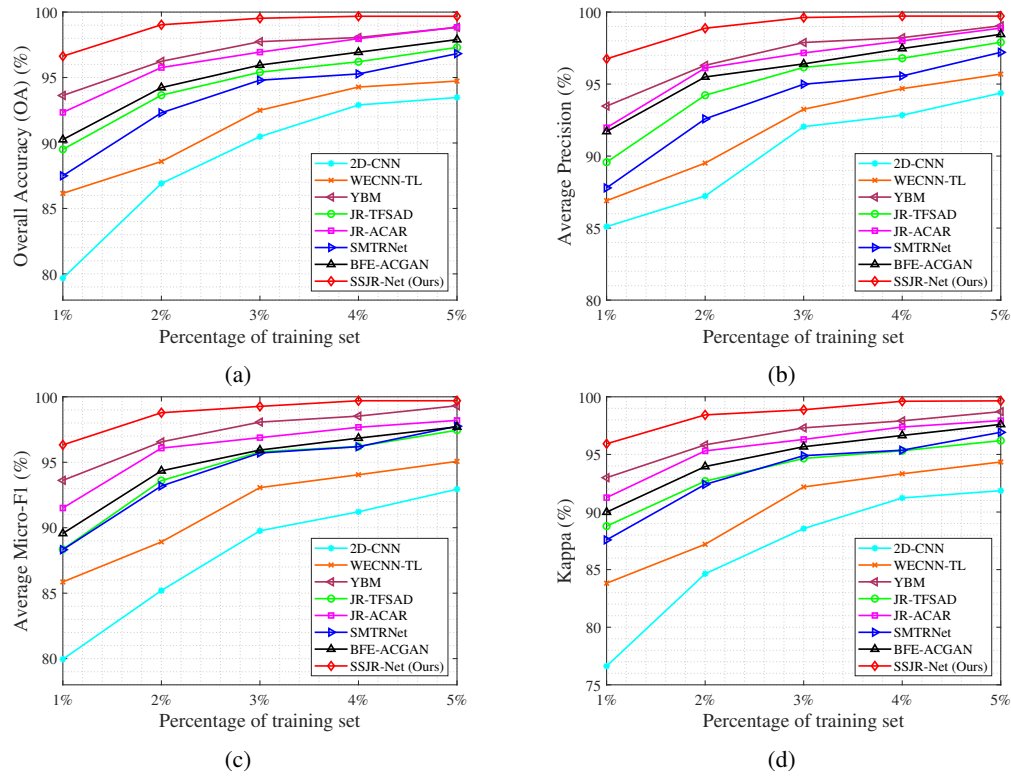 100
95
90
85
80
Overall Accuracy (OA) (%)
2D-CNN
WECNN-TL
YBM
JR-TFSAD
JR-ACAR
SMTRNet
BFE-ACGAN
SSJR-Net (Ours)
1% 2% 3% 4% 5%
Percentage of training set
(a)
100
95
90
85
80
Average Precision (%)
2D-CNN
WECNN-TL
YBM
JR-TFSAD
JR-ACAR
SMTRNet
BFE-ACGAN
SSJR-Net (Ours)
1% 2% 3% 4% 5%
Percentage of training set
(b)
100
95
90
85
80
Average Micro-F1 (%)
2D-CNN
WECNN-TL
YBM
JR-TFSAD
JR-ACAR
SMTRNet
BFE-ACGAN
SSJR-Net (Ours)
1% 2% 3% 4% 5%
Percentage of training set
(c)
100
95
90
85
80
75
Kappa (%)
2D-CNN
WECNN-TL
YBM
JR-TFSAD
JR-ACAR
SMTRNet
BFE-ACGAN
SSJR-Net (Ours)
1% 2% 3% 4% 5%
Percentage of training set
(d)